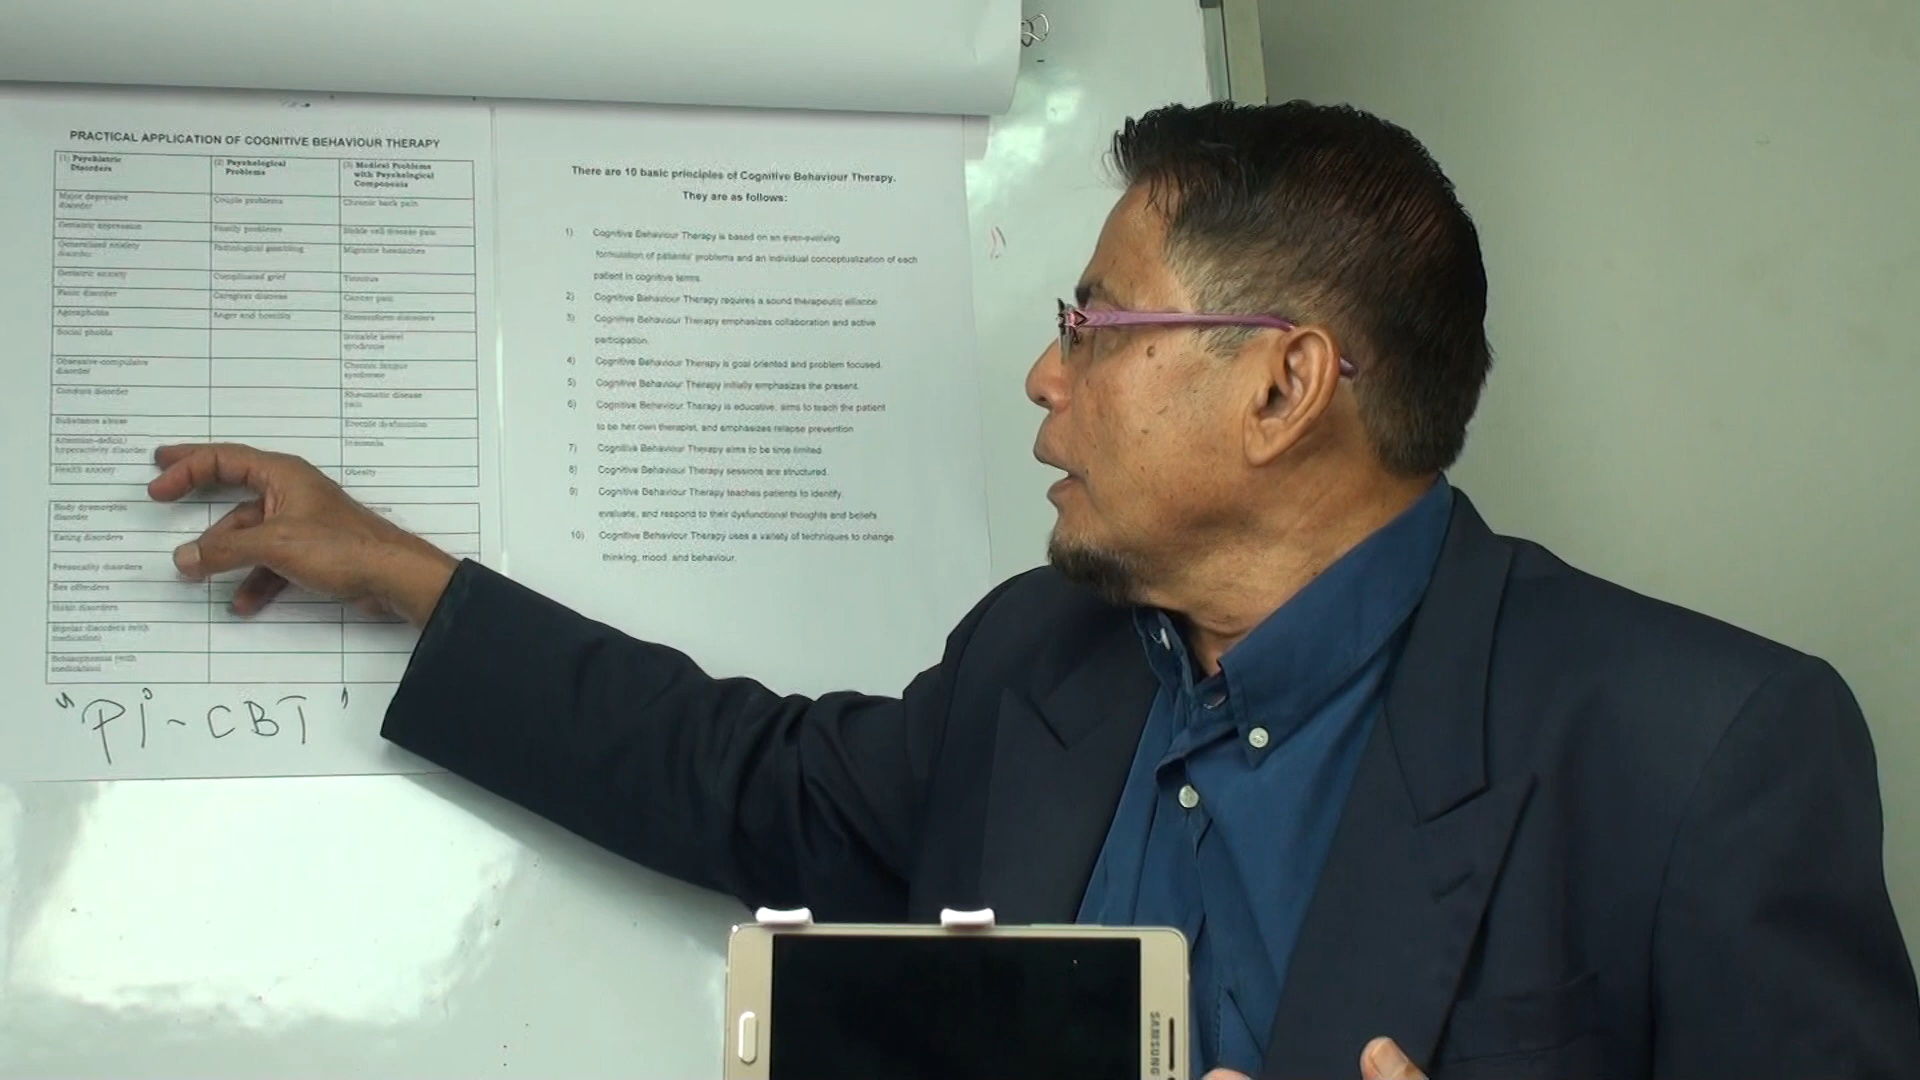 PRACTICAL APPLICATION OF COGNITIVE BEHAVIOUR THERAPY
(1) Psychiatric
Disorders
(2) Psychological
Problems
(3) Medical Problems
with Psychological
Components
Major depressive
disorder
Couple problems
Chronic back pain
Geriatric depression
Family problems
Sickle cell disease pain
Generalised anxiety
disorder
Pathological gambling
Migraine headaches
Geriatric anxiety
Complicated grief
Tinnitus
Panic disorder
Caregiver distress
Cancer pain
Agoraphobia
Anger and hostility
Somatoform disorders
Social phobia
Irritable bowel
syndrome
Obsessive-compulsive
disorder
Chronic fatigue
syndrome
Conduct disorder
Rheumatic disease
pain
Substance abuse
Erectile dysfunction
Attention-deficit/
hyperactivity disorder
Insomnia
Health anxiety
Obesity
Body dysmorphic
disorder
Eating disorders
Personality disorders
Sex offenders
Habit disorders
Bipolar disorders (with
medication)
Schizophrenia (with
medication)
"Pi-CBT"
There are 10 basic principles of Cognitive Behaviour Therapy.
They are as follows:
1) Cognitive Behaviour Therapy is based on an ever-evolving
formulation of patients' problems and an individual conceptualization of each
patient in cognitive terms.
2) Cognitive Behaviour Therapy requires a sound therapeutic alliance
3) Cognitive Behaviour Therapy emphasizes collaboration and active
participation.
4) Cognitive Behaviour Therapy is goal oriented and problem focused.
5) Cognitive Behaviour Therapy initially emphasizes the present.
6) Cognitive Behaviour Therapy is educative, aims to teach the patient
to be her own therapist, and emphasizes relapse prevention
7) Cognitive Behaviour Therapy aims to be time limited.
8) Cognitive Behaviour Therapy sessions are structured.
9) Cognitive Behaviour Therapy teaches patients to identify,
evaluate, and respond to their dysfunctional thoughts and beliefs
10) Cognitive Behaviour Therapy uses a variety of techniques to change
thinking, mood, and behaviour.
SAMSUNG